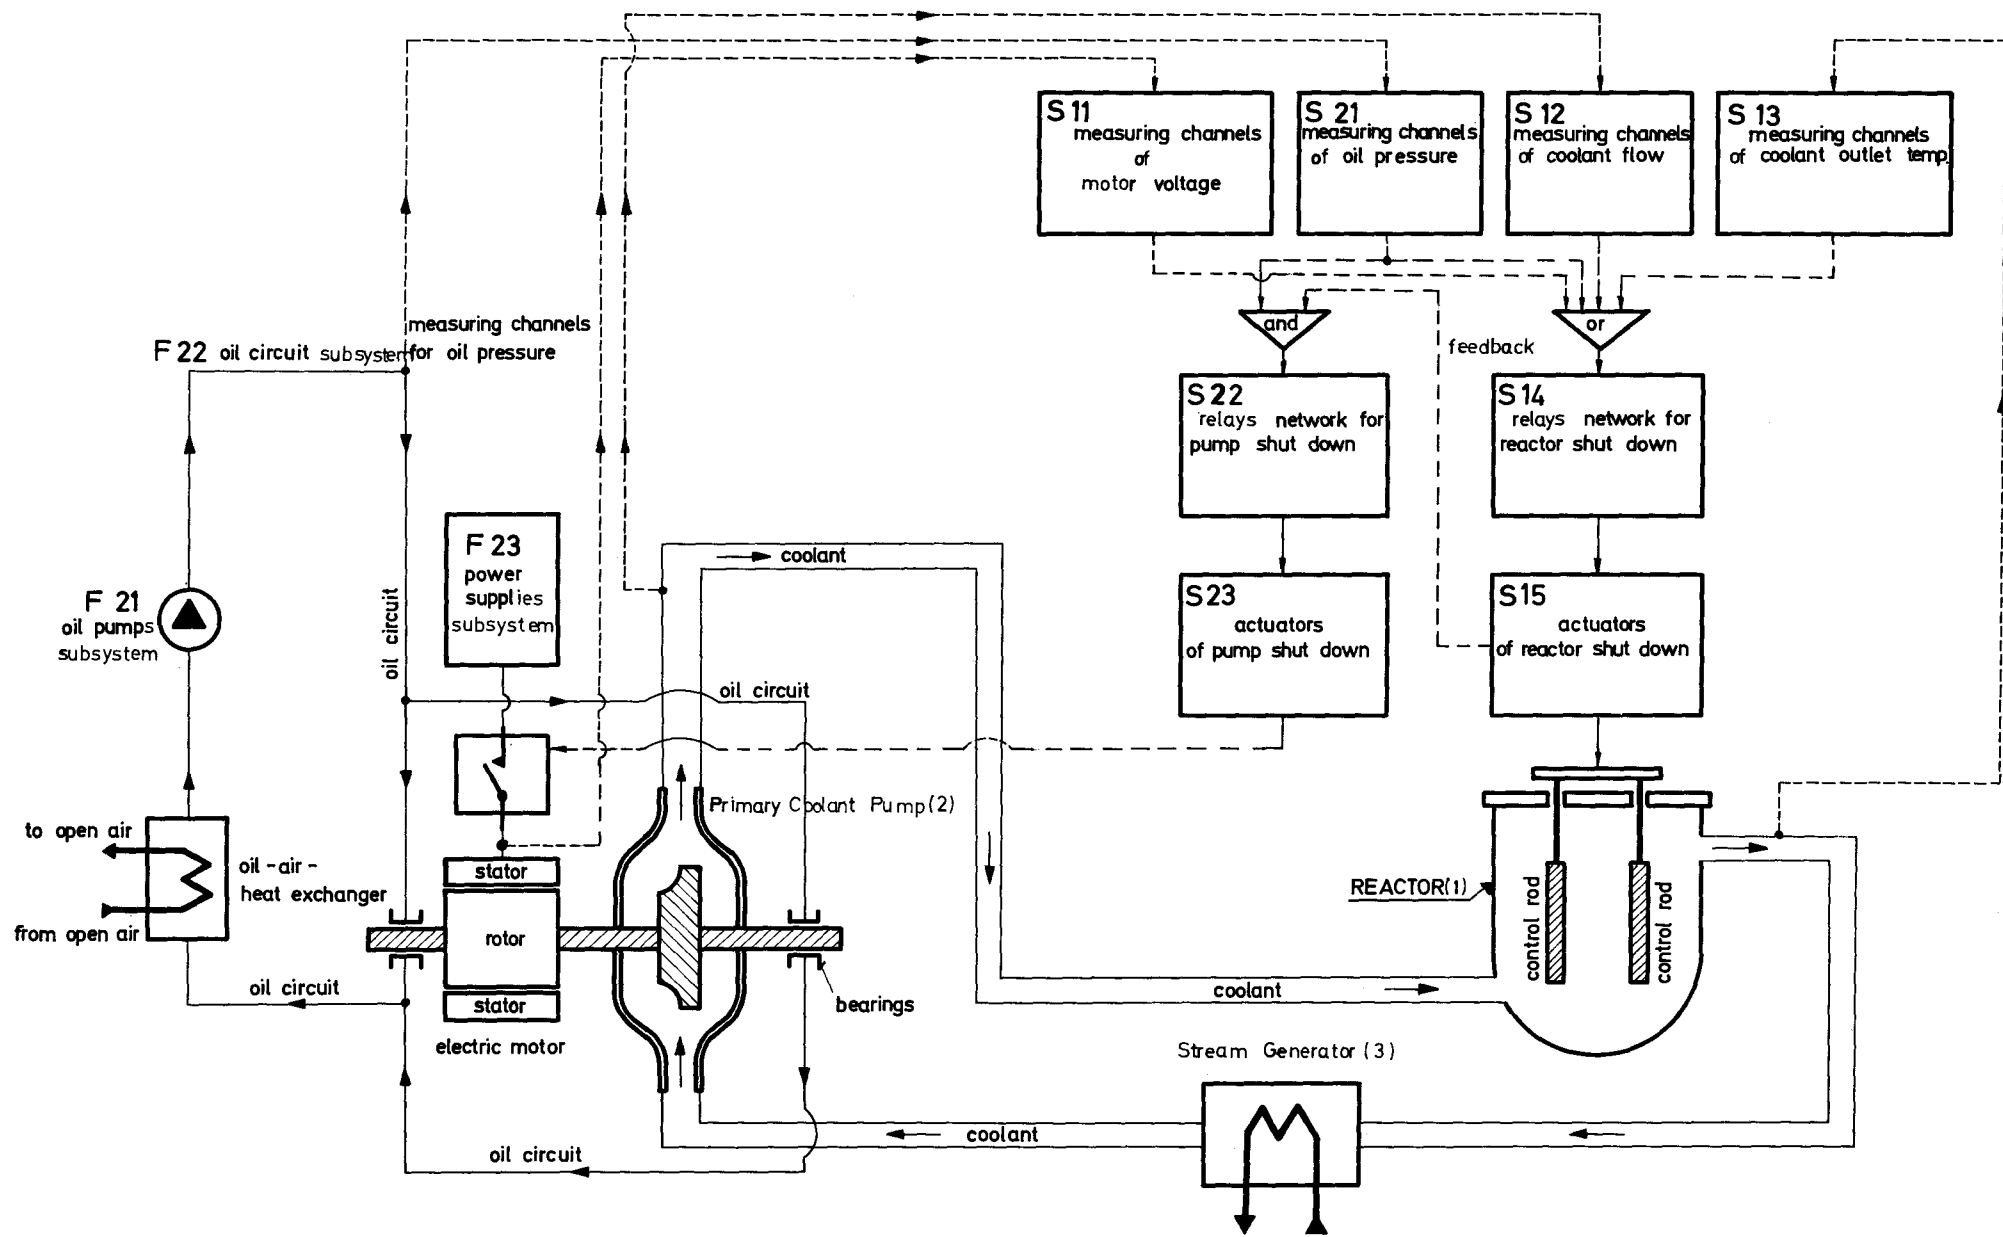 S 11
measuring channels
of
motor voltage
S 21
measuring channels
of oil pressure
S 12
measuring channels
of coolant flow
S 13
measuring channels
of coolant outlet temp.
and
or
feedback
measuring channels
for oil pressure
F 22 oil circuit subsystem
S 22
relays network for
pump shut down
S 14
relays network for
reactor shut down
F 23
power
supplies
subsystem
coolant
F 21
oil pumps
subsystem
oil circuit
S 23
actuators
of pump shut down
S 15
actuators
of reactor shut down
oil circuit
Primary Coolant Pump (2)
to open air
oil - air -
heat exchanger
from open air
stator
rotor
stator
electric motor
REACTOR (1)
control rod
control rod
oil circuit
bearings
coolant
Stream Generator (3)
coolant
oil circuit